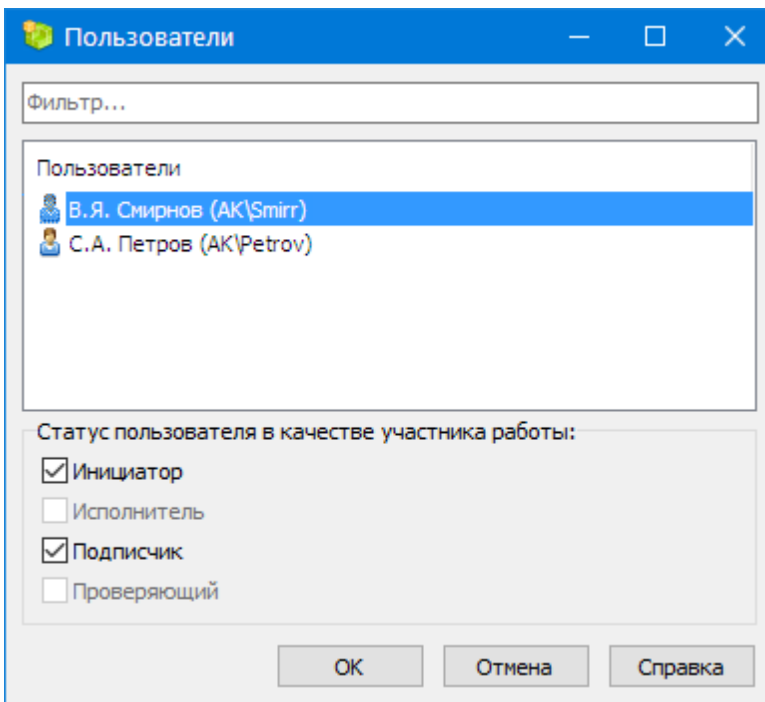 Пользователи
Фильтр...
Пользователи
В.Я. Смирнов (AK\Smirr)
С.А. Петров (AK\Petrov)
Статус пользователя в качестве участника работы:
Инициатор
Исполнитель
Подписчик
Проверяющий
ОК Отмена Справка